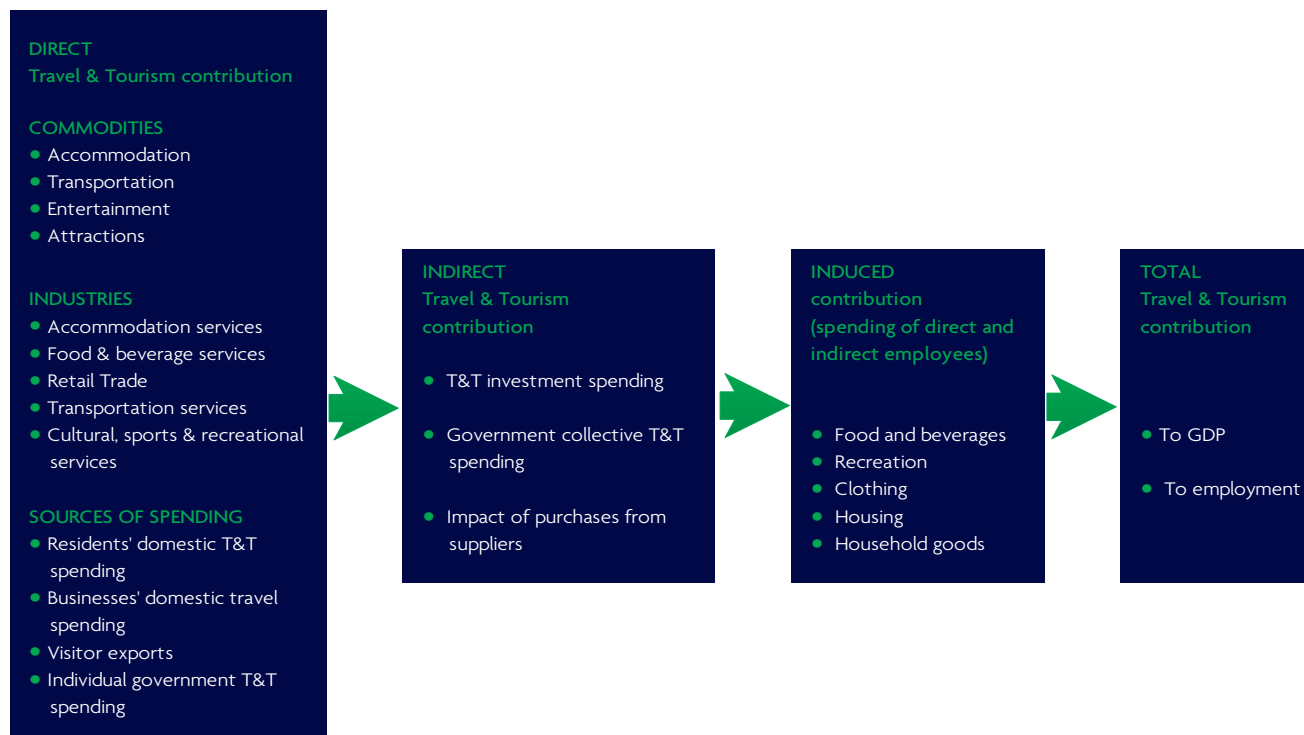 DIRECT
Travel & Tourism contribution
COMMODITIES
• Accommodation
• Transportation
• Entertainment
• Attractions
INDUSTRIES
• Accommodation services
• Food & beverage services
• Retail Trade
• Transportation services
• Cultural, sports & recreational
services
SOURCES OF SPENDING
• Residents' domestic T&T
spending
• Businesses' domestic travel
spending
• Visitor exports
• Individual government T&T
spending
INDIRECT
Travel & Tourism
contribution
• T&T investment spending
• Government collective T&T
spending
• Impact of purchases from
suppliers
INDUCED
contribution
(spending of direct and
indirect employees)
• Food and beverages
• Recreation
• Clothing
• Housing
• Household goods
TOTAL
Travel & Tourism
contribution
• To GDP
• To employment